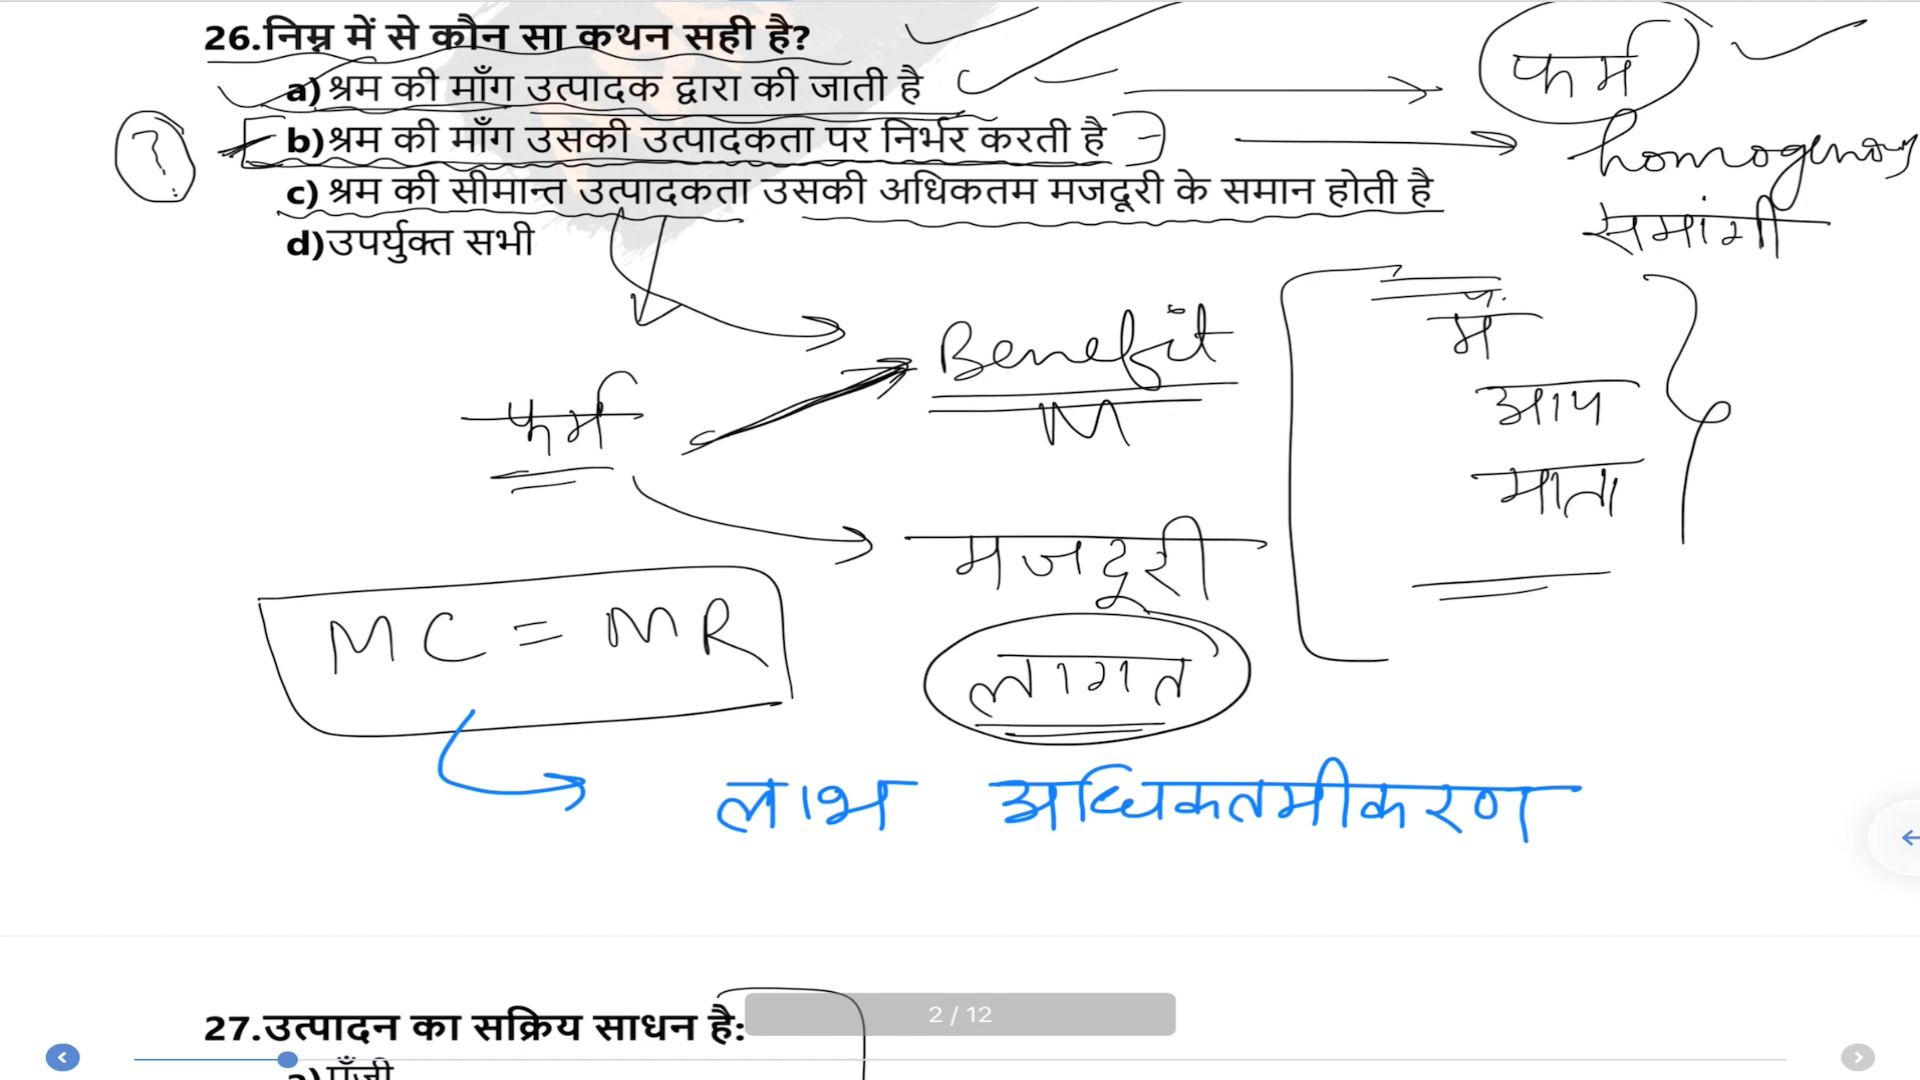 26.निम्न में से कौन सा कथन सही है?
a)श्रम की माँग उत्पादक द्वारा की जाती है
फर्म
b)श्रम की माँग उसकी उत्पादकता पर निर्भर करती है
?
homogenous
c) श्रम की सीमान्त उत्पादकता उसकी अधिकतम मजदूरी के समान होती है
समांगी
d)उपर्युक्त सभी
Benefit
M
में
आप
माता
फर्म
मजदूरी
MC = MR
लागत
लाभ अधिकतमीकरण
27.उत्पादन का सक्रिय साधन है:
2 / 12
a)पूँजी